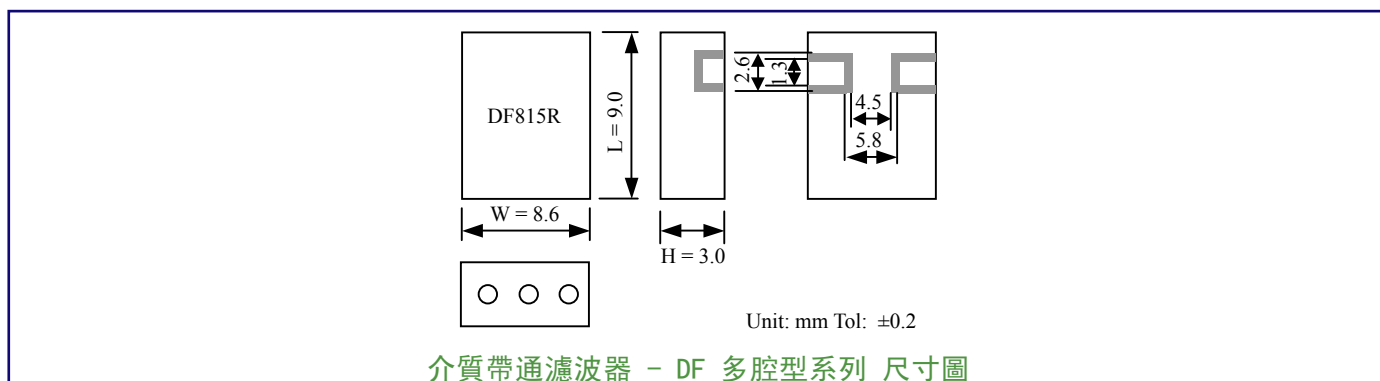 DF815R
L = 9.0
W = 8.6
H = 3.0
2.6
1.3
4.5
5.8
Unit: mm Tol: ±0.2
介質帶通濾波器 - DF 多腔型系列 尺寸圖